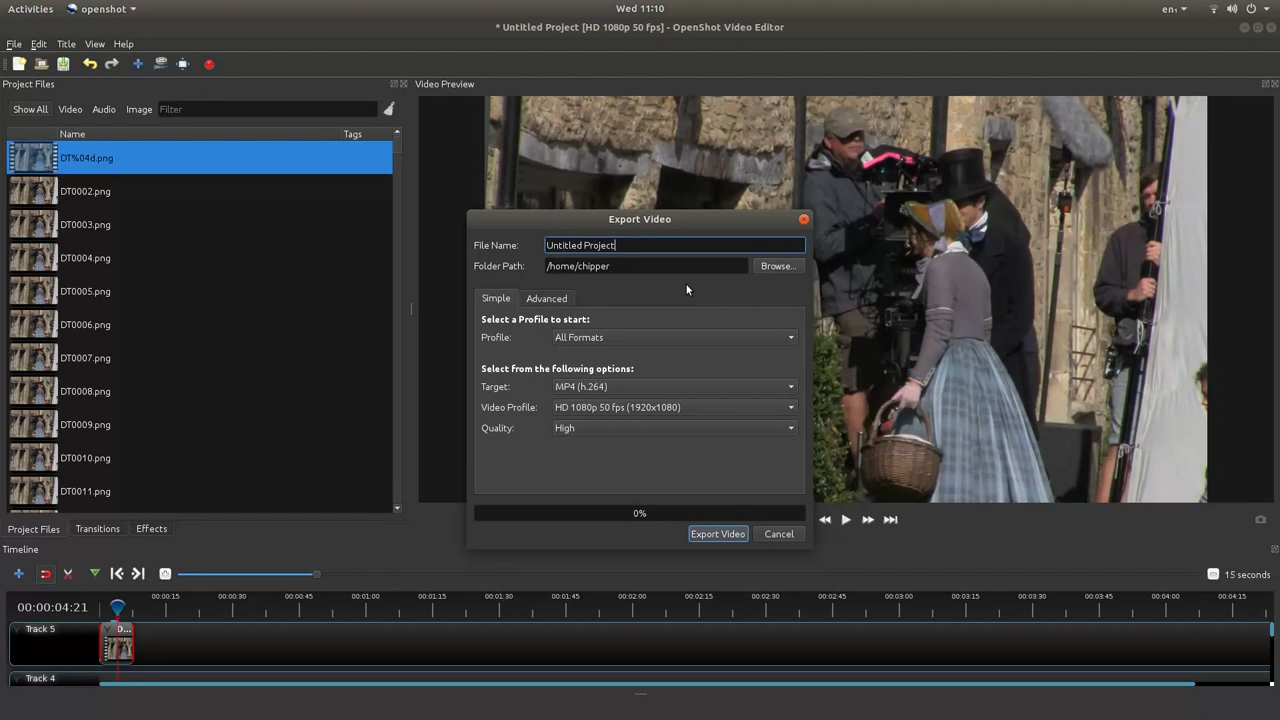 Activities openshot Wed 11:10 en₁
* Untitled Project [HD 1080p 50 fps] - OpenShot Video Editor
File Edit Title View Help
Project Files
Video Preview
Show All Video Audio Image Filter
Name Tags
DT%04d.png
DT0002.png
DT0003.png
DT0004.png
DT0005.png
DT0006.png
DT0007.png
DT0008.png
DT0009.png
DT0010.png
DT0011.png
Export Video
File Name: Untitled Project
Folder Path: /home/chipper Browse...
Simple Advanced
Select a Profile to start:
Profile: All Formats
Select from the following options:
Target: MP4 (h.264)
Video Profile: HD 1080p 50 fps (1920x1080)
Quality: High
0%
Export Video Cancel
Project Files Transitions Effects
Timeline
15 seconds
00:00:04:21
00:00:15 00:00:30 00:00:45 00:01:00 00:01:15 00:01:30 00:01:45 00:02:00 00:02:15 00:02:30 00:02:45 00:03:00 00:03:15 00:03:30 00:03:45 00:04:00 00:04:15
Track 5 D...
Track 4